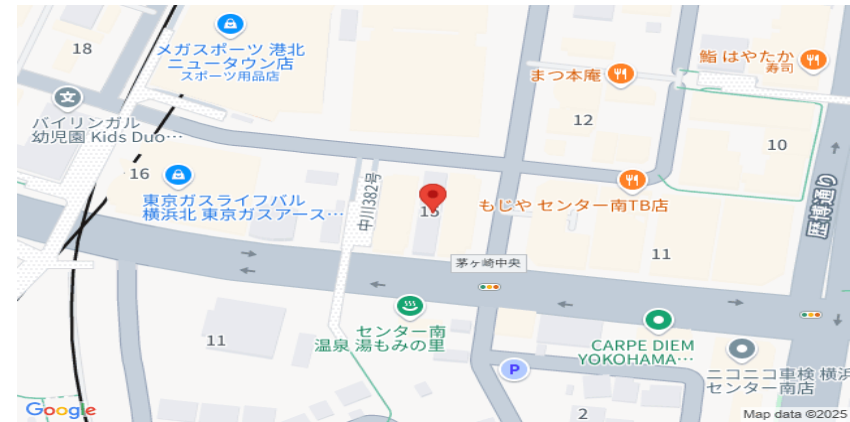 18
メガスポーツ 港北
ニュータウン店
スポーツ用品店
鮨 はやたか
寿司
まつ本庵
バイリンガル
幼児園 Kids Duo…
12
10
16
東京ガスライフバル
横浜北 東京ガスアース…
中川382号
15
もじや センター南TB店
歴博通り
11
茅ヶ崎中央
センター南
温泉 湯もみの里
11
CARPE DIEM
YOKOHAMA…
P
ニコニコ車検 横浜
センター南店
2
Google
Map data ©2025